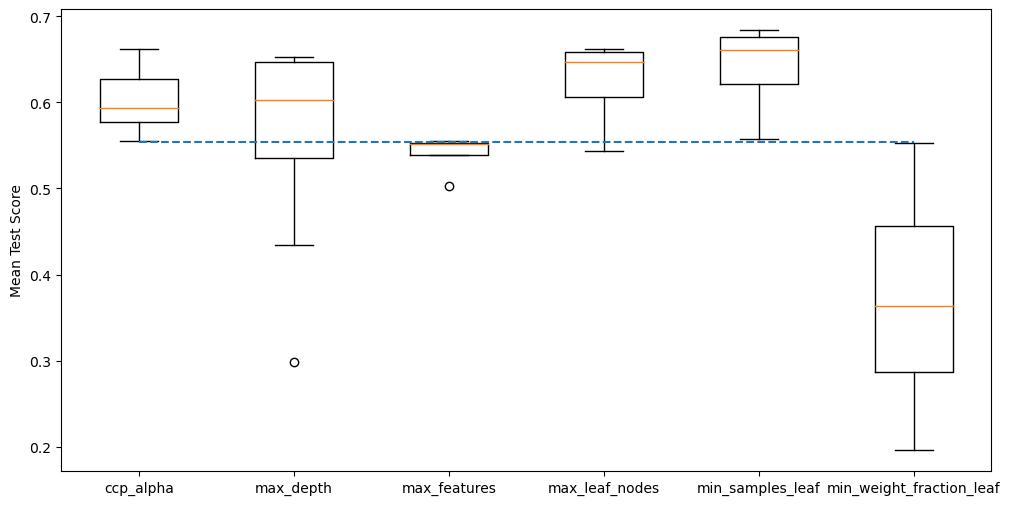 Mean Test Score
0.7
0.6
0.5
0.4
0.3
0.2
ccp_alpha
max_depth
max_features
max_leaf_nodes
min_samples_leaf
min_weight_fraction_leaf